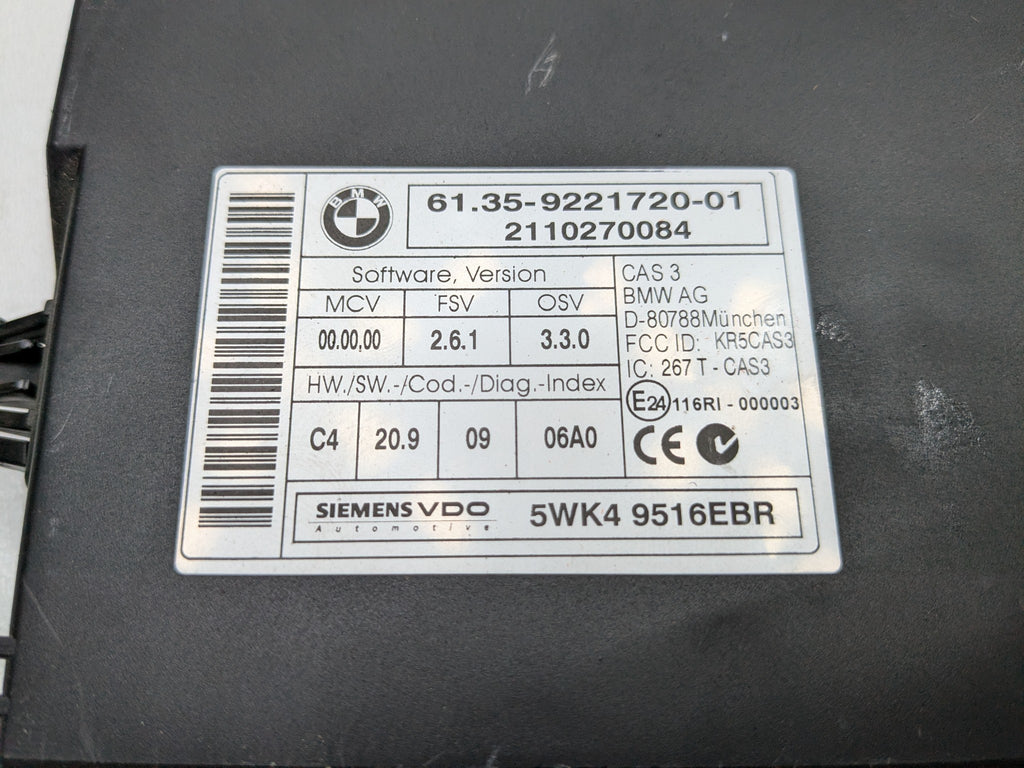 BMW
61.35-9221720-01
2110270084
Software, Version
MCV FSV OSV
00.00,00 2.6.1 3.3.0
HW./SW.-/Cod.-/Diag.-Index
C4 20.9 09 06A0
CAS 3
BMW AG
D-80788München
FCC ID: KR5CAS3
IC: 267 T - CAS3
E24 116RI - 000003
CE
SIEMENS VDO
Automotive
5WK4 9516EBR